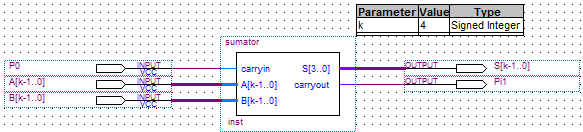 Parameter Value Type
k 4 Signed Integer
sumator
P0 INPUT VCC carryin S[3..0] OUTPUT S[k-1..0]
A[k-1..0] INPUT VCC A[k-1..0] carryout OUTPUT Pi1
B[k-1..0] INPUT VCC B[k-1..0]
inst